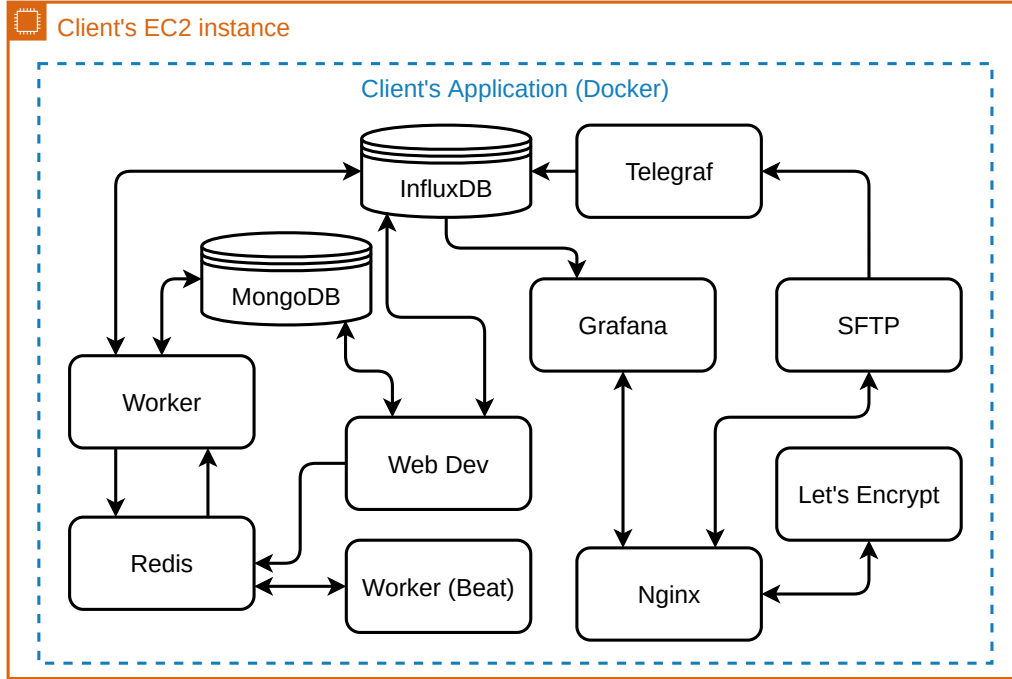 Client's EC2 instance
Client's Application (Docker)
InfluxDB
Telegraf
MongoDB
Grafana
SFTP
Worker
Web Dev
Let's Encrypt
Redis
Worker (Beat)
Nginx